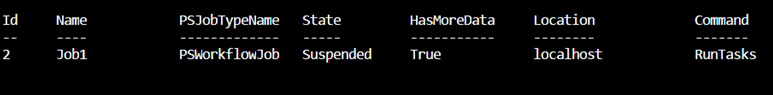 Id Name PSJobTypeName State HasMoreData Location Command
-- ---- ------------- ----- ----------- -------- -------
2 Job1 PSWorkflowJob Suspended True localhost RunTasks